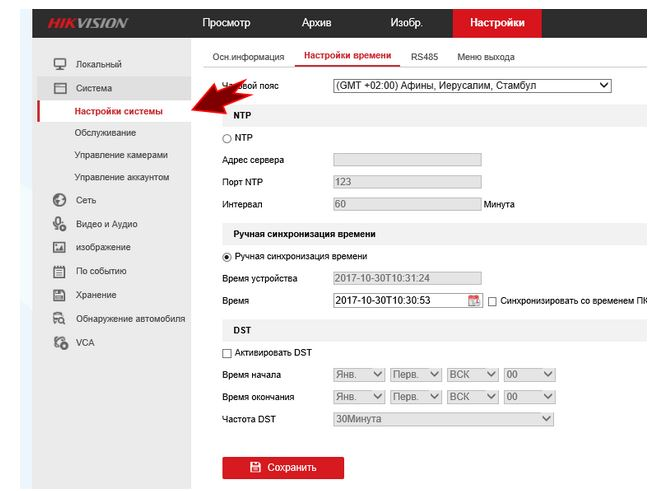 HIKVISION Просмотр Архив Изобр. Настройки
Осн.информация Настройки времени RS485 Меню выхода
Локальный
Система
Настройки системы
Обслуживание
Управление камерами
Управление аккаунтом
Сеть
Видео и Аудио
изображение
По событию
Хранение
Обнаружение автомобиля
VCA
пояс (GMT +02:00) Афины, Иерусалим, Стамбул
NTP
NTP
Адрес сервера
Порт NTP 123
Интервал 60 Минута
Ручная синхронизация времени
Ручная синхронизация времени
Время устройства 2017-10-30T10:31:24
Время 2017-10-30T10:30:53 Синхронизировать со временем ПК
DST
Активировать DST
Время начала Янв. Перв. ВСК 00
Время окончания Янв. Перв. ВСК 00
Частота DST 30Минута
Сохранить